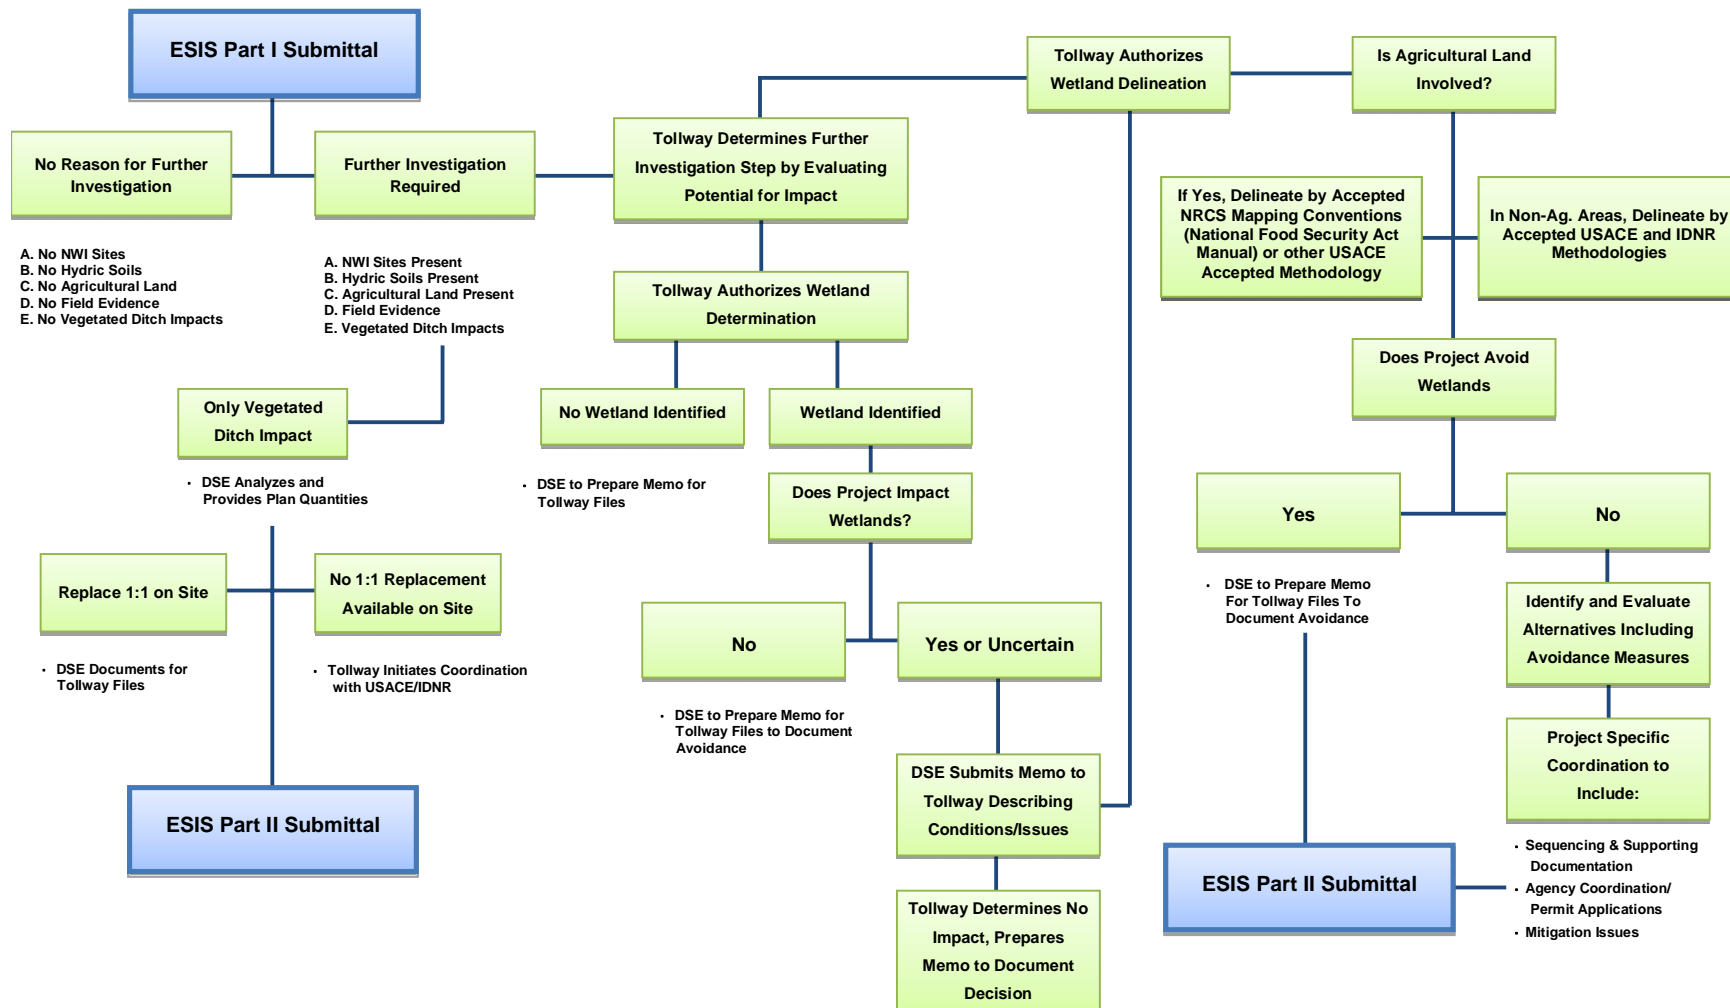 ESIS Part I Submittal
No Reason for Further
Investigation
A. No NWI Sites
B. No Hydric Soils
C. No Agricultural Land
D. No Field Evidence
E. No Vegetated Ditch Impacts
Further Investigation
Required
A. NWI Sites Present
B. Hydric Soils Present
C. Agricultural Land Present
D. Field Evidence
E. Vegetated Ditch Impacts
Only Vegetated
Ditch Impact
· DSE Analyzes and
Provides Plan Quantities
Replace 1:1 on Site
· DSE Documents for
Tollway Files
No 1:1 Replacement
Available on Site
· Tollway Initiates Coordination
with USACE/IDNR
ESIS Part II Submittal
Tollway Determines Further
Investigation Step by Evaluating
Potential for Impact
Tollway Authorizes Wetland
Determination
No Wetland Identified
· DSE to Prepare Memo for
Tollway Files
Wetland Identified
Does Project Impact
Wetlands?
No
· DSE to Prepare Memo for
Tollway Files to Document
Avoidance
Yes or Uncertain
DSE Submits Memo to
Tollway Describing
Conditions/Issues
Tollway Determines No
Impact, Prepares
Memo to Document
Decision
Tollway Authorizes
Wetland Delineation
Is Agricultural Land
Involved?
If Yes, Delineate by Accepted
NRCS Mapping Conventions
(National Food Security Act
Manual) or other USACE
Accepted Methodology
In Non-Ag. Areas, Delineate by
Accepted USACE and IDNR
Methodologies
Does Project Avoid
Wetlands
Yes
· DSE to Prepare Memo
For Tollway Files To
Document Avoidance
No
Identify and Evaluate
Alternatives Including
Avoidance Measures
Project Specific
Coordination to
Include:
· Sequencing & Supporting
Documentation
· Agency Coordination/
Permit Applications
· Mitigation Issues
ESIS Part II Submittal